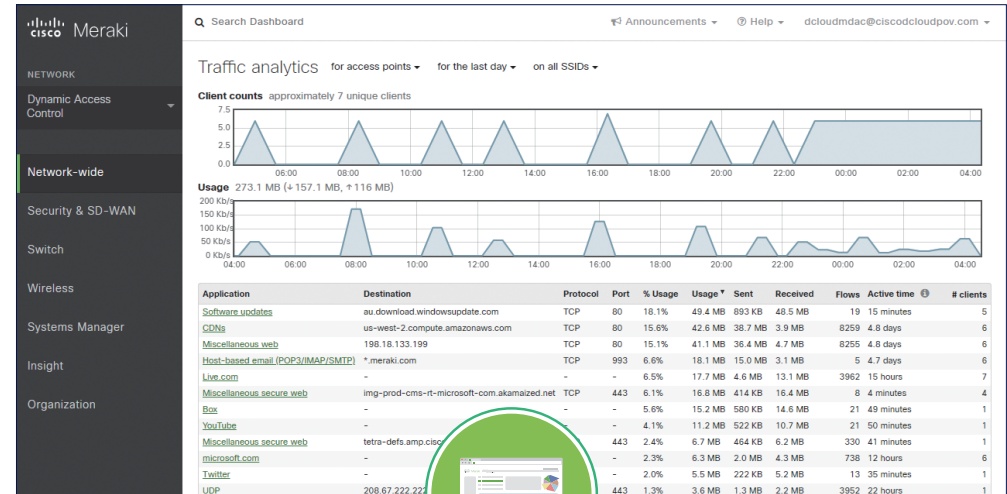 cisco Meraki
Search Dashboard
Announcements
Help
dcloudmdac@ciscodcloudpov.com
NETWORK
Dynamic Access
Control
Network-wide
Security & SD-WAN
Switch
Wireless
Systems Manager
Insight
Organization
Traffic analytics for access points for the last day on all SSIDs
Client counts approximately 7 unique clients
7.5
5.0
2.5
0.0
06:00 08:00 10:00 12:00 14:00 16:00 18:00 20:00 22:00 00:00 02:00 04:00
Usage 273.1 MB (↓157.1 MB, ↑116 MB)
200 Kb/s
150 Kb/s
100 Kb/s
50 Kb/s
0 Kb/s
04:00 06:00 08:00 10:00 12:00 14:00 16:00 18:00 20:00 22:00 00:00 02:00 04:00
Application Destination Protocol Port % Usage Usage ▼ Sent Received Flows Active time # clients
Software updates au.download.windowsupdate.com TCP 80 18.1% 49.4 MB 893 KB 48.5 MB 19 15 minutes 5
CDNs us-west-2.compute.amazonaws.com TCP 80 15.6% 42.6 MB 38.7 MB 3.9 MB 8259 4.8 days 6
Miscellaneous web 198.18.133.199 TCP 80 15.1% 41.1 MB 36.4 MB 4.7 MB 8255 4.8 days 6
Host-based email (POP3/IMAP/SMTP) *.meraki.com TCP 993 6.6% 18.1 MB 15.0 MB 3.1 MB 5 4.7 days 6
Live.com - - - 6.5% 17.7 MB 4.6 MB 13.1 MB 3962 15 hours 7
Miscellaneous secure web img-prod-cms-rt-microsoft-com.akamaized.net TCP 443 6.1% 16.8 MB 414 KB 16.4 MB 8 4 minutes 4
Box - - - 5.6% 15.2 MB 580 KB 14.6 MB 21 49 minutes 1
YouTube - - - 4.1% 11.2 MB 522 KB 10.7 MB 21 50 minutes 1
Miscellaneous secure web tetra-defs.amp.cisc 443 2.4% 6.7 MB 464 KB 6.2 MB 330 41 minutes 1
microsoft.com - - 2.3% 6.3 MB 2.0 MB 4.3 MB 738 12 hours 6
Twitter - - 2.0% 5.5 MB 222 KB 5.2 MB 13 35 minutes 1
UDP 208.67.222.222 443 1.3% 3.6 MB 1.3 MB 2.2 MB 3952 22 hours 1